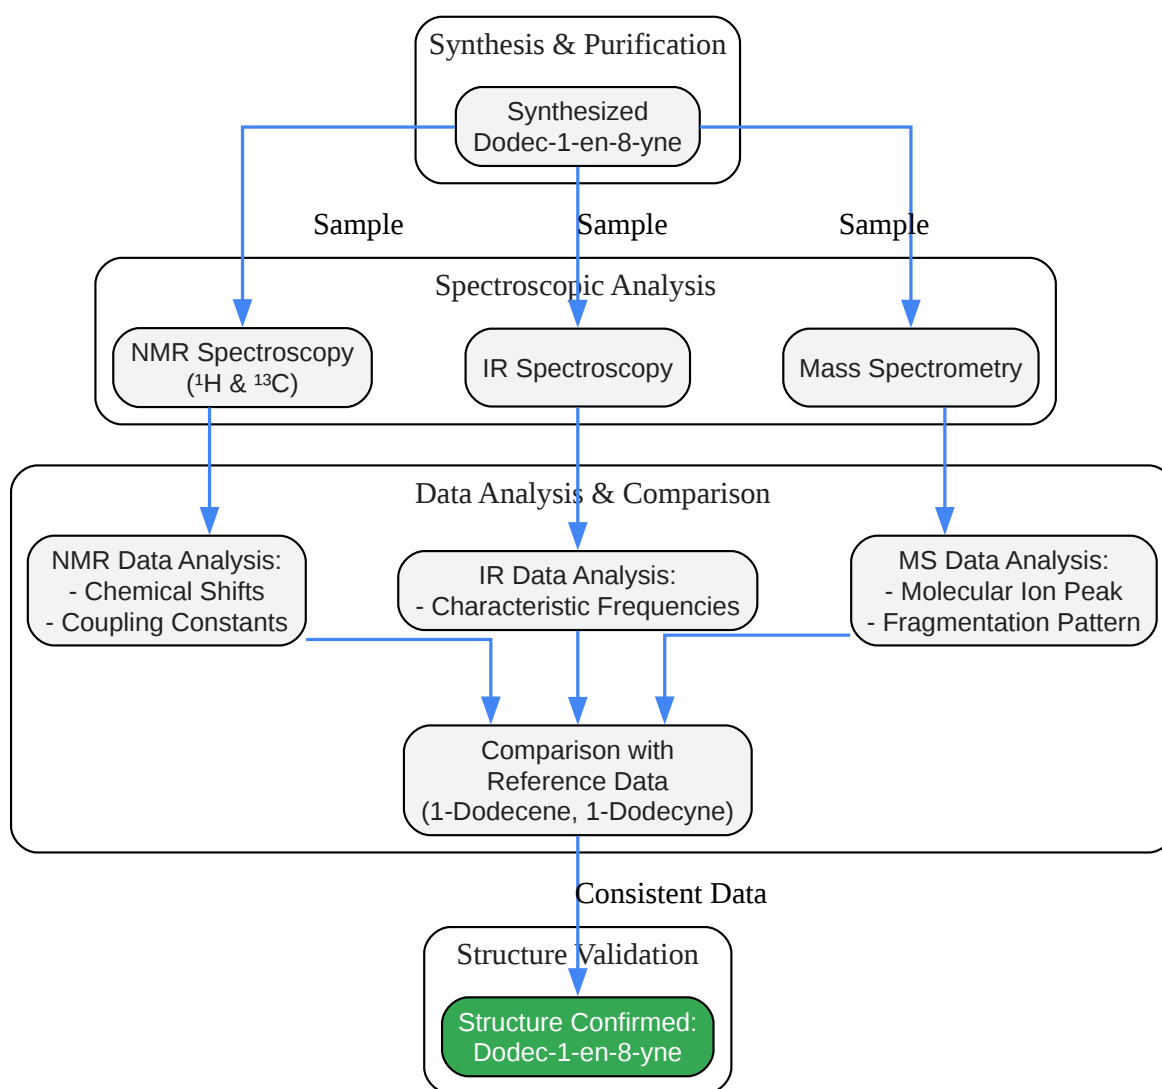 Synthesis & Purification
Synthesized
Dodec-1-en-8-yne
Sample
Sample
Sample
Spectroscopic Analysis
NMR Spectroscopy
(¹H & ¹³C)
IR Spectroscopy
Mass Spectrometry
Data Analysis & Comparison
NMR Data Analysis:
- Chemical Shifts
- Coupling Constants
IR Data Analysis:
- Characteristic Frequencies
MS Data Analysis:
- Molecular Ion Peak
- Fragmentation Pattern
Comparison with
Reference Data
(1-Dodecene, 1-Dodecyne)
Consistent Data
Structure Validation
Structure Confirmed:
Dodec-1-en-8-yne